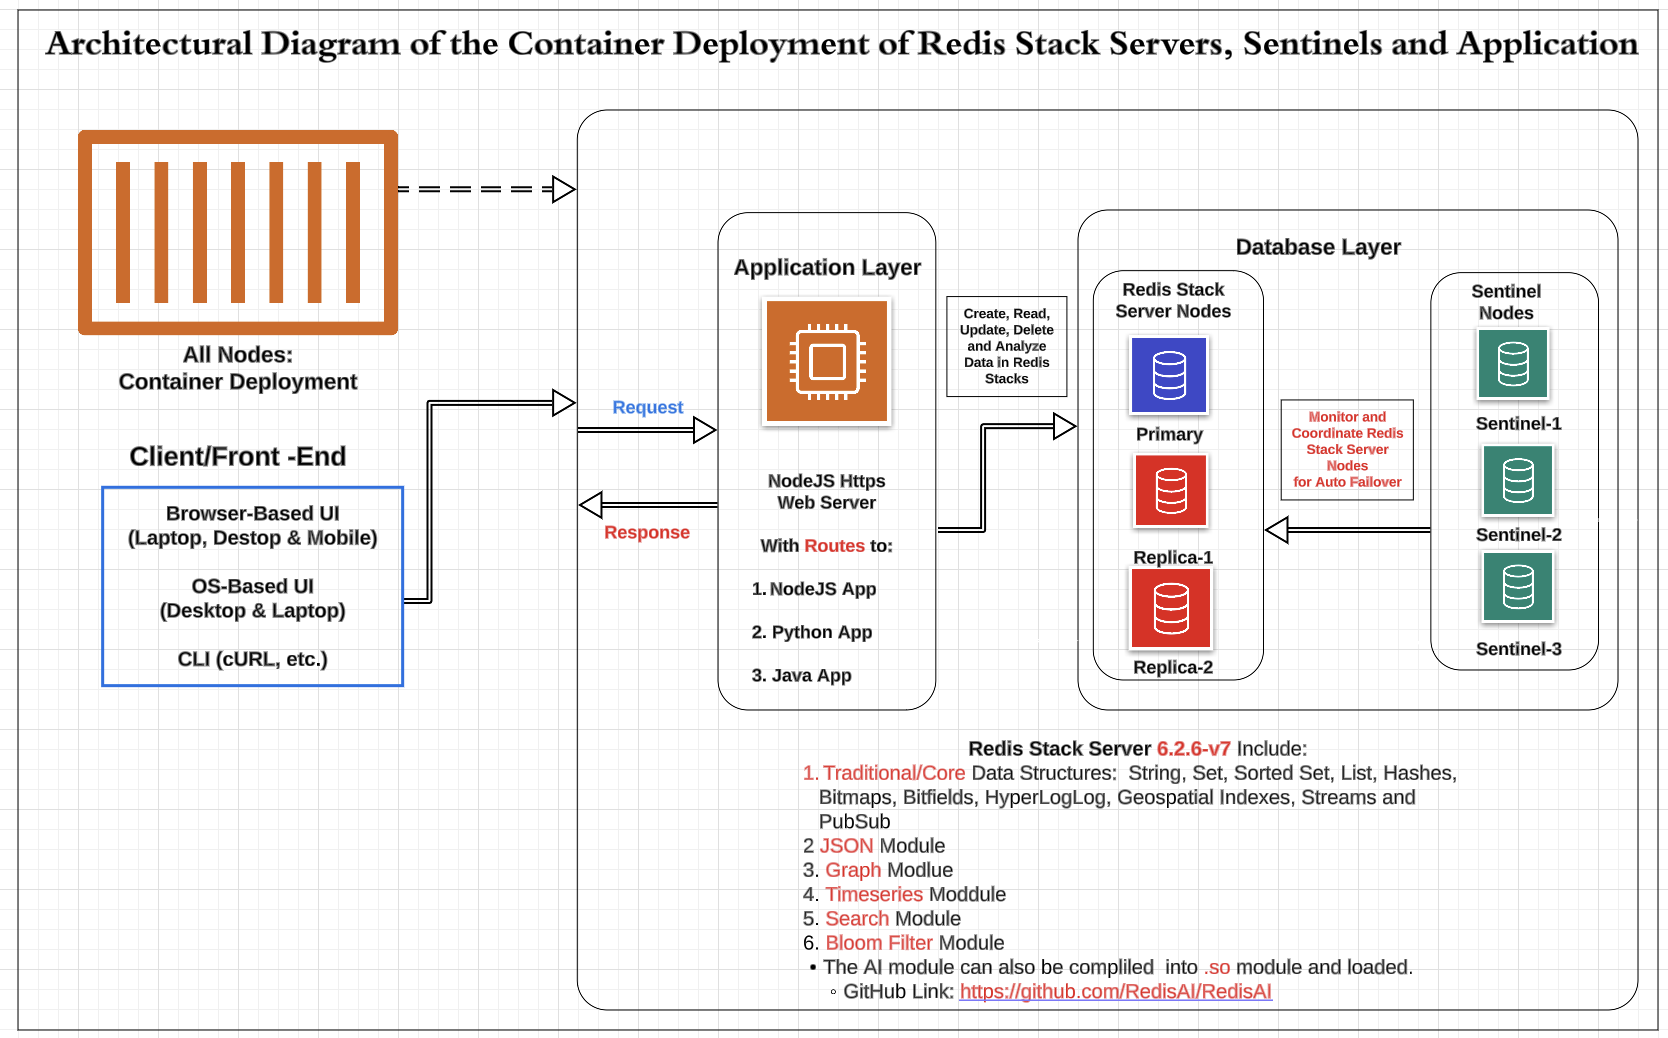 Architectural Diagram of the Container Deployment of Redis Stack Servers, Sentinels and Application
All Nodes:
Container Deployment
Client/Front -End
Browser-Based UI
(Laptop, Destop & Mobile)
OS-Based UI
(Desktop & Laptop)
CLI (cURL, etc.)
Request
Response
Application Layer
NodeJS Https
Web Server
With Routes to:
1. NodeJS App
2. Python App
3. Java App
Create, Read,
Update, Delete
and Analyze
Data in Redis
Stacks
Database Layer
Redis Stack
Server Nodes
Primary
Replica-1
Replica-2
Monitor and
Coordinate Redis
Stack Server
Nodes
for Auto Failover
Sentinel
Nodes
Sentinel-1
Sentinel-2
Sentinel-3
Redis Stack Server 6.2.6-v7 Include:
1. Traditional/Core Data Structures:  String, Set, Sorted Set, List, Hashes,
Bitmaps, Bitfields, HyperLogLog, Geospatial Indexes, Streams and
PubSub
2 JSON Module
3. Graph Modlue
4. Timeseries Moddule
5. Search Module
6. Bloom Filter Module
• The AI module can also be compliled  into .so module and loaded.
◦ GitHub Link: https://github.com/RedisAI/RedisAI